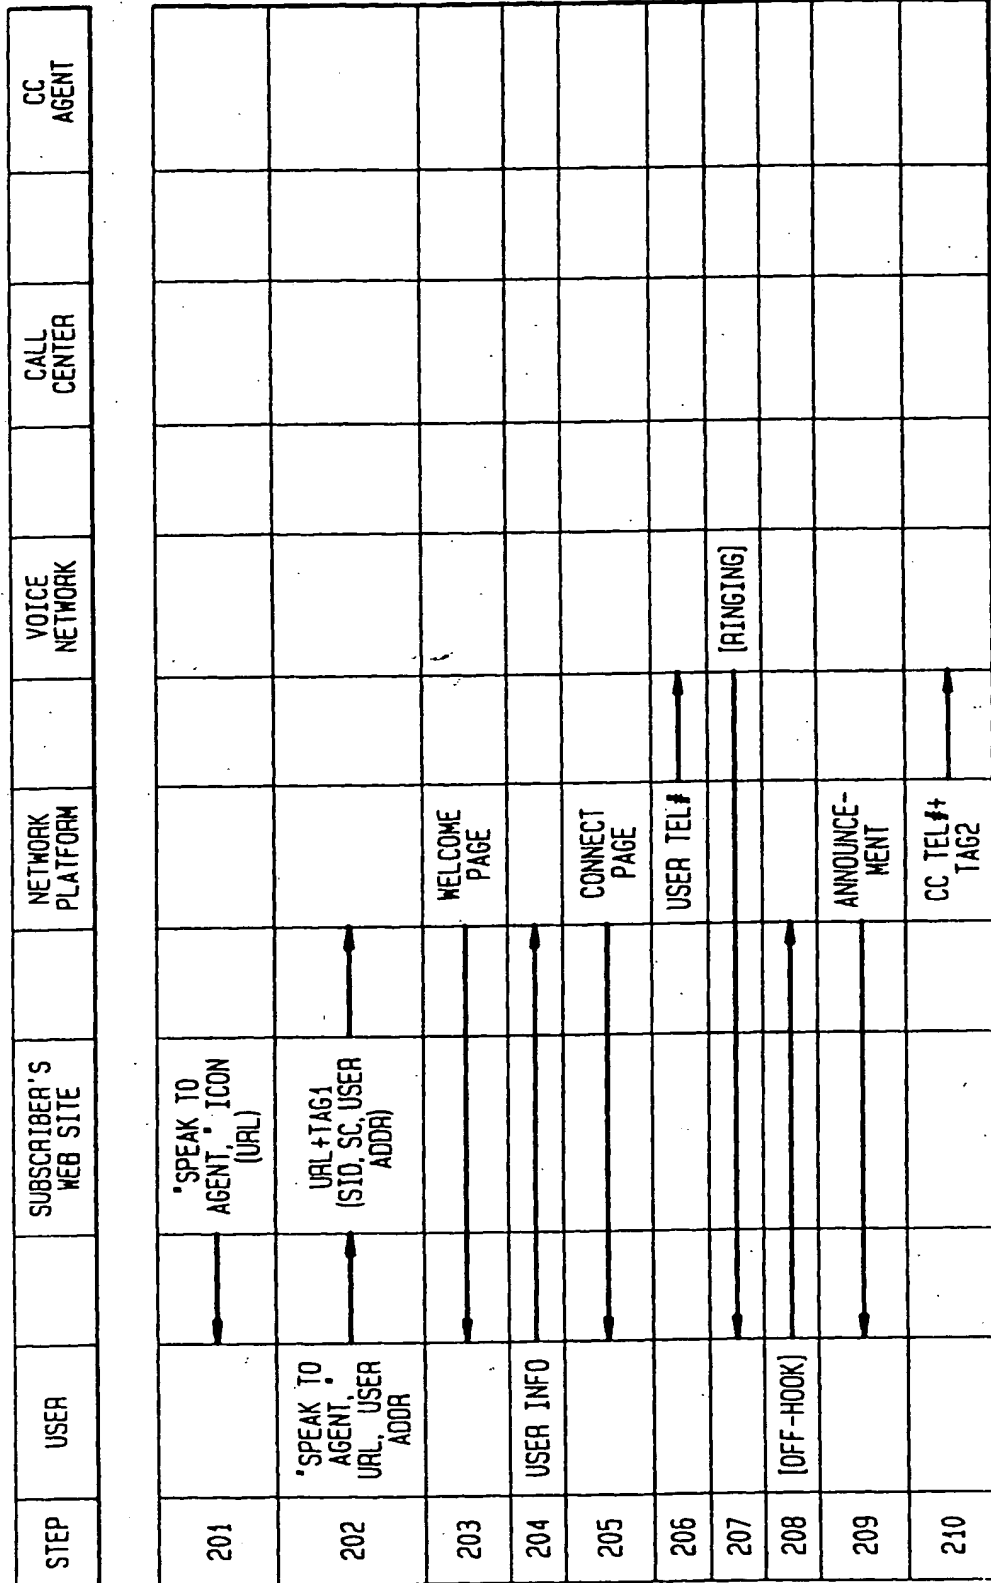 STEP
USER
SUBSCRIBER'S
WEB SITE
NETWORK
PLATFORM
VOICE
NETWORK
CALL
CENTER
CC
AGENT
201
"SPEAK TO
AGENT," ICON
(URL)
202
"SPEAK TO
AGENT,"
URL, USER
ADDR
URL+TAG1
(SID, SC, USER
ADDR)
203
WELCOME
PAGE
204
USER INFO
205
CONNECT
PAGE
206
USER TEL#
207
[RINGING]
208
[OFF-HOOK]
209
ANNOUNCE-
MENT
210
CC TEL#+
TAG2